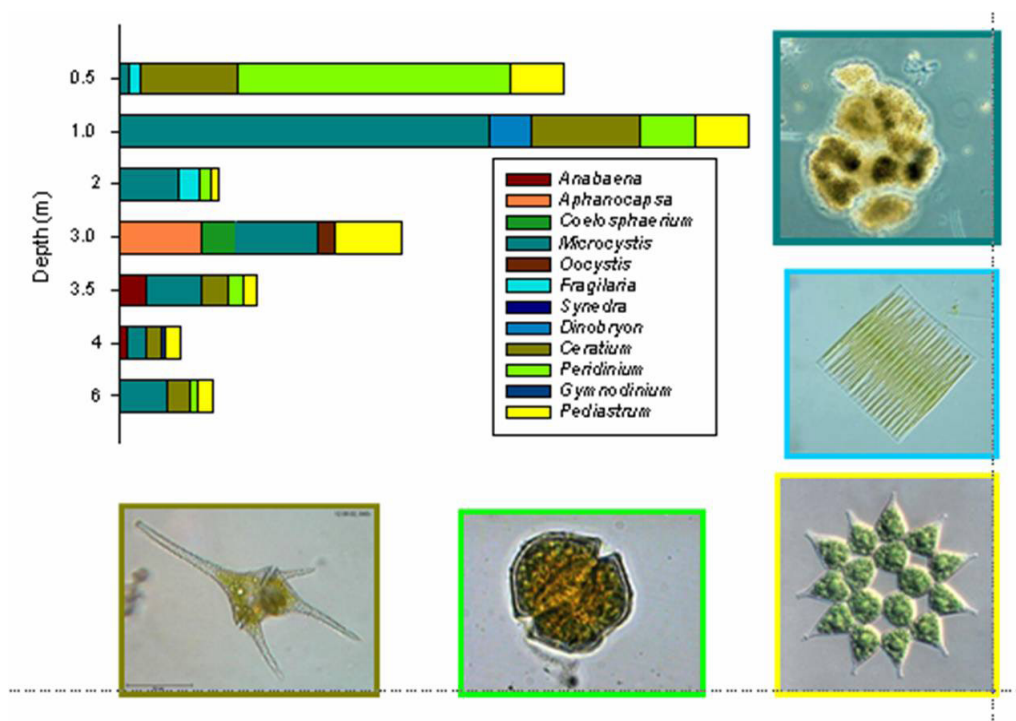 Depth (m)
0.5
1.0
2
3.0
3.5
4
6
Anabaena
Aphanocapsa
Coelosphaerium
Microcystis
Oocystis
Fragilaria
Synedra
Dinobryon
Ceratium
Peridinium
Gymnodinium
Pediastrum